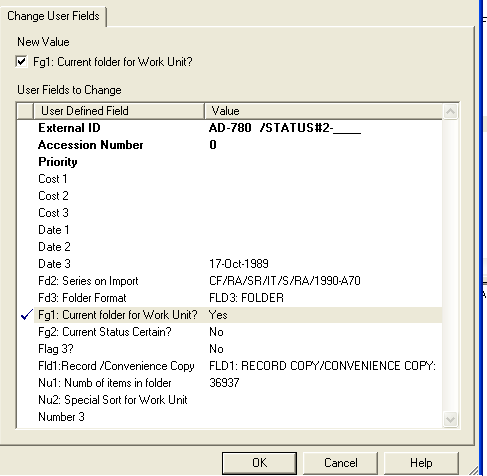 Change User Fields
New Value
Fg1: Current folder for Work Unit?
User Fields to Change
User Defined Field Value
External ID AD-780 /STATUS#2-____
Accession Number 0
Priority
Cost 1
Cost 2
Cost 3
Date 1
Date 2
Date 3 17-Oct-1989
Fd2: Series on Import CF/RA/SR/IT/S/RA/1990-A70
Fd3: Folder Format FLD3: FOLDER
Fg1: Current folder for Work Unit? Yes
Fg2: Current Status Certain? No
Flag 3? No
Fld1:Record /Convenience Copy FLD1: RECORD COPY/CONVENIENCE COPY:
Nu1: Numb of items in folder 36937
Nu2: Special Sort for Work Unit
Number 3
OK Cancel Help